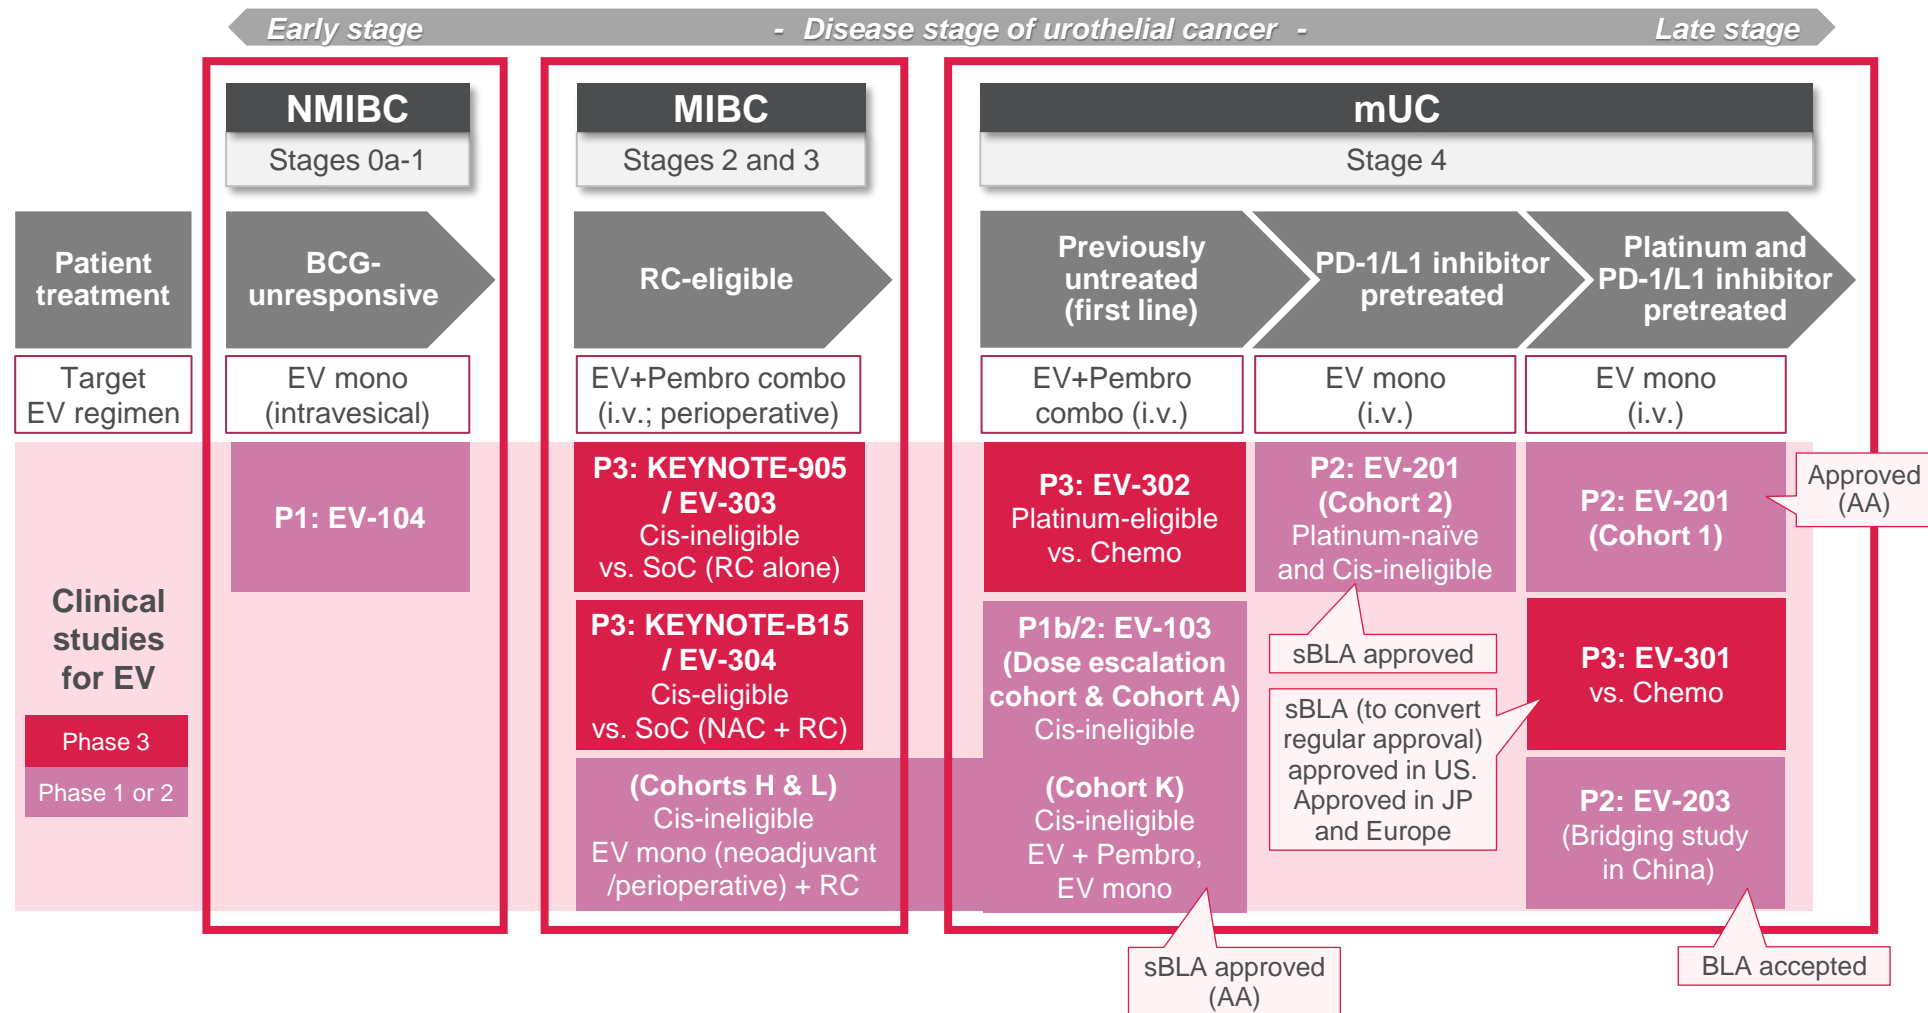 Early stage
- Disease stage of urothelial cancer -
Late stage
NMIBC
Stages 0a-1
MIBC
Stages 2 and 3
mUC
Stage 4
Patient
treatment
BCG-
unresponsive
RC-eligible
Previously
untreated
(first line)
PD-1/L1 inhibitor
pretreated
Platinum and
PD-1/L1 inhibitor
pretreated
Target
EV regimen
EV mono
(intravesical)
EV+Pembro combo
(i.v.; perioperative)
EV+Pembro
combo (i.v.)
EV mono
(i.v.)
EV mono
(i.v.)
Clinical
studies
for EV
Phase 3
Phase 1 or 2
P1: EV-104
P3: KEYNOTE-905
/ EV-303
Cis-ineligible
vs. SoC (RC alone)
P3: KEYNOTE-B15
/ EV-304
Cis-eligible
vs. SoC (NAC + RC)
(Cohorts H & L)
Cis-ineligible
EV mono (neoadjuvant
/perioperative) + RC
P3: EV-302
Platinum-eligible
vs. Chemo
P1b/2: EV-103
(Dose escalation
cohort & Cohort A)
Cis-ineligible
(Cohort K)
Cis-ineligible
EV + Pembro,
EV mono
sBLA approved
(AA)
P2: EV-201
(Cohort 2)
Platinum-naïve
and Cis-ineligible
sBLA approved
sBLA (to convert
regular approval)
approved in US.
Approved in JP
and Europe
P2: EV-201
(Cohort 1)
Approved
(AA)
P3: EV-301
vs. Chemo
P2: EV-203
(Bridging study
in China)
BLA accepted